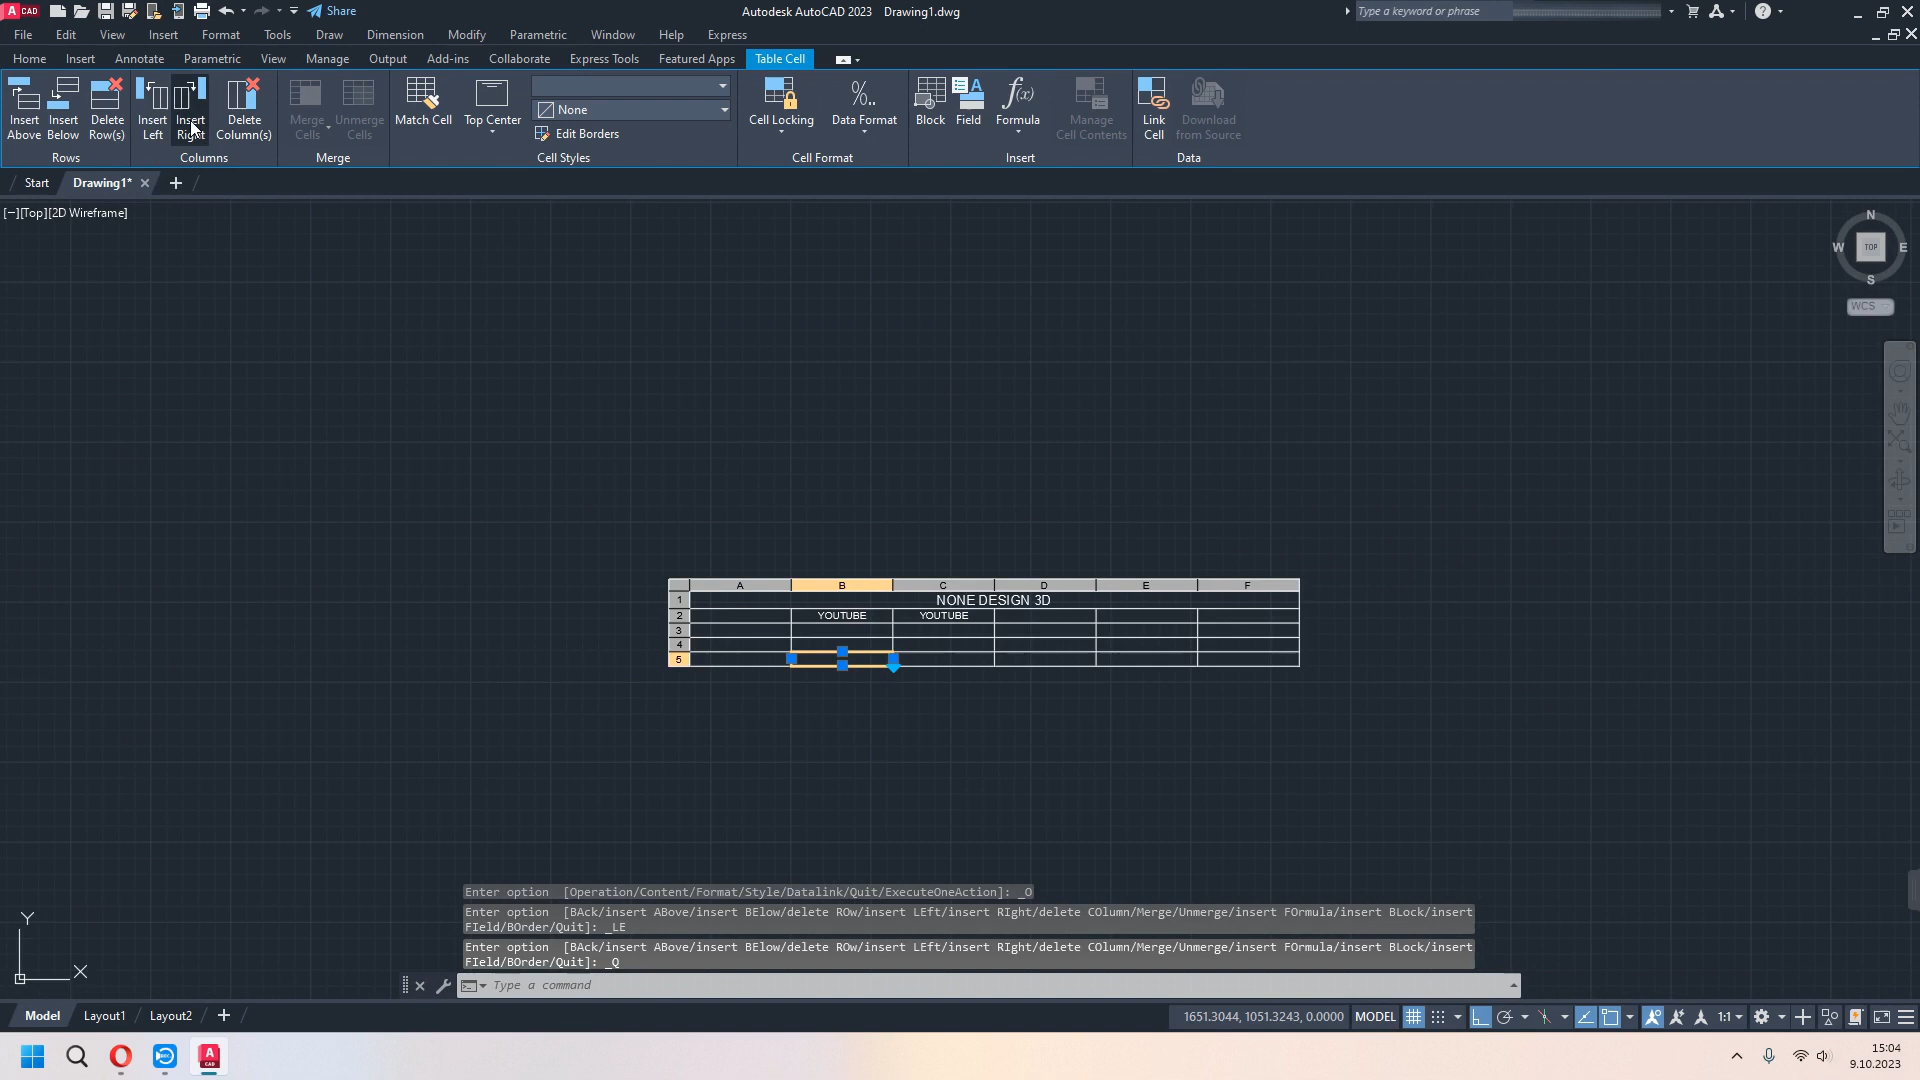 A CAD
Share
Autodesk AutoCAD 2023 Drawing1.dwg
Type a keyword or phrase
File Edit View Insert Format Tools Draw Dimension Modify Parametric Window Help Express
Home Insert Annotate Parametric View Manage Output Add-ins Collaborate Express Tools Featured Apps Table Cell
Insert Above
Insert Below
Delete Row(s)
Insert Left
Insert Right
Delete Column(s)
Merge Cells
Unmerge Cells
Match Cell
Top Center
None
Edit Borders
Cell Locking
%..
Data Format
Block
Field
f(x)
Formula
Manage Cell Contents
Link Cell
Download from Source
Rows Columns Merge Cell Styles Cell Format Insert Data
Start Drawing1*
[−][Top][2D Wireframe]
N
W TOP E
S
WCS
A B C D E F
1 NONE DESIGN 3D
2 YOUTUBE YOUTUBE
3
4
5
Enter option [Operation/Content/Format/Style/Datalink/Quit/ExecuteOneAction]: _O
Enter option [BAck/insert ABove/insert BElow/delete ROw/insert LEft/insert RIght/delete COlumn/Merge/Unmerge/insert FOrmula/insert BLock/insert
FIeld/BOrder/Quit]: _LE
Enter option [BAck/insert ABove/insert BElow/delete ROw/insert LEft/insert RIght/delete COlumn/Merge/Unmerge/insert FOrmula/insert BLock/insert
FIeld/BOrder/Quit]: _Q
Type a command
Y
X
Model Layout1 Layout2
1651.3044, 1051.3243, 0.0000 MODEL 1:1
15:04
9.10.2023